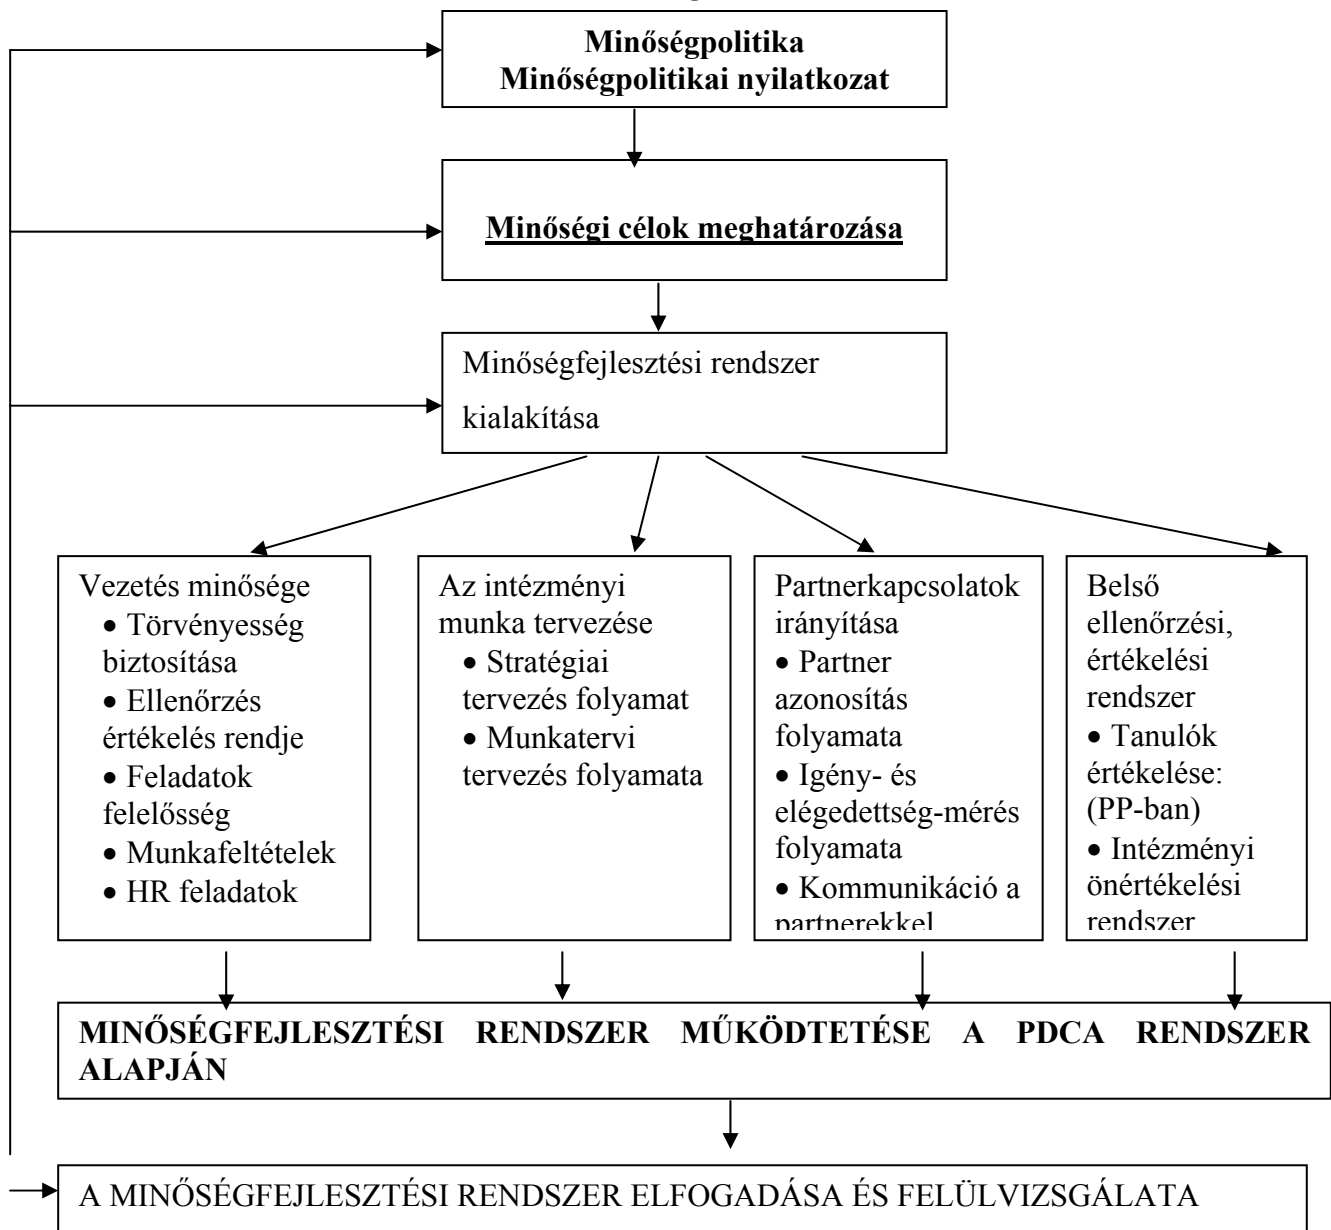 Minőségpolitika
Minőségpolitikai nyilatkozat
Minőségi célok meghatározása
Minőségfejlesztési rendszer
kialakítása
Vezetés minősége
• Törvényesség
biztosítása
• Ellenőrzés
értékelés rendje
• Feladatok
felelősség
• Munkafeltételek
• HR feladatok
Az intézményi
munka tervezése
• Stratégiai
tervezés folyamat
• Munkatervi
tervezés folyamata
Partnerkapcsolatok
irányítása
• Partner
azonosítás
folyamata
• Igény- és
elégedettség-mérés
folyamata
• Kommunikáció a
partnerekkel
Belső
ellenőrzési,
értékelési
rendszer
• Tanulók
értékelése:
(PP-ban)
• Intézményi
önértékelési
rendszer
MINŐSÉGFEJLESZTÉSI RENDSZER MŰKÖDTETÉSE A PDCA RENDSZER
ALAPJÁN
A MINŐSÉGFEJLESZTÉSI RENDSZER ELFOGADÁSA ÉS FELÜLVIZSGÁLATA